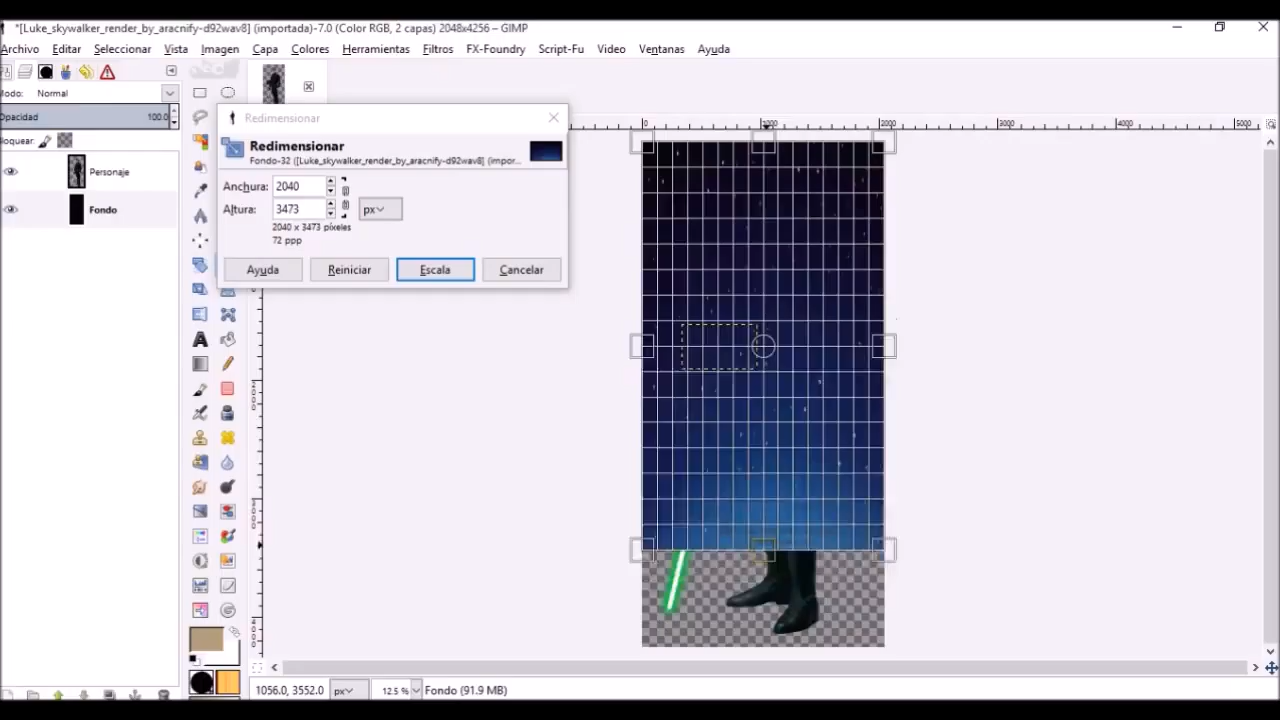 *[Luke_skywalker_render_by_aracnify-d92wav8] (importada)-7.0 (Color RGB, 2 capas) 2048x4256 – GIMP
Archivo Editar Seleccionar Vista Imagen Capa Colores Herramientas Filtros FX-Foundry Script-Fu Video Ventanas Ayuda
Modo: Normal
Opacidad 100.0
Bloquear:
Personaje
Fondo
Redimensionar
Redimensionar
Fondo-32 ([Luke_skywalker_render_by_aracnify-d92wav8] (impor...
Anchura: 2040
Altura: 3473 px
2040 x 3473 píxeles
72 ppp
Ayuda Reiniciar Escala Cancelar
0 1000 2000 3000 4000 5000
1056.0, 3552.0 px 12.5 % Fondo (91.9 MB)